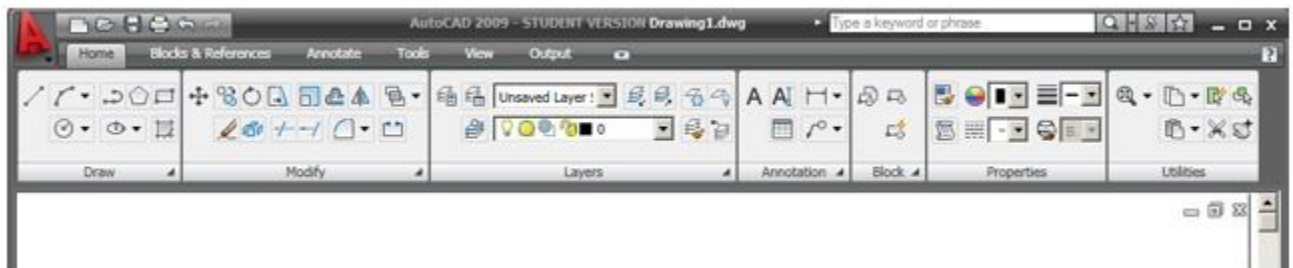 AutoCAD 2009 - STUDENT VERSION Drawing1.dwg Type a keyword or phrase
Home Blocks & References Annotate Tools View Output
Unsaved Layer S
0
A AI
Draw Modify Layers Annotation Block Properties Utilities